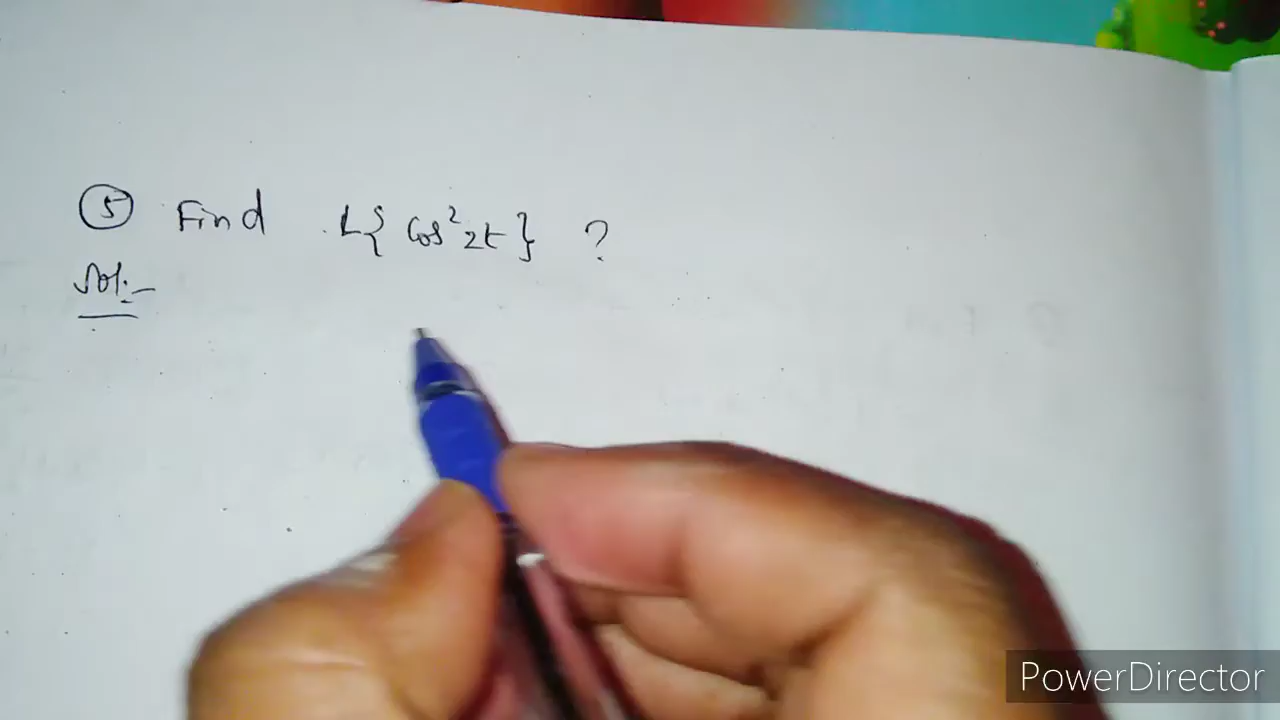 ⑤ Find L{cos²2t} ?
Sol:-
PowerDirector